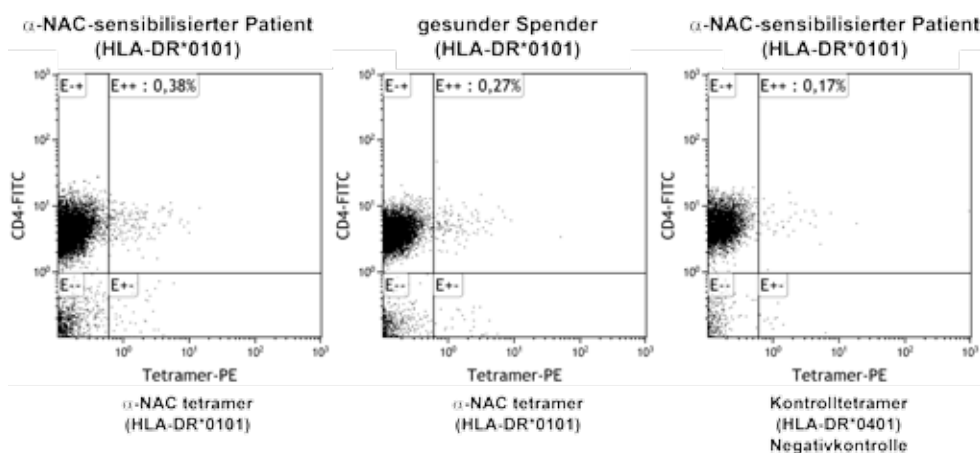 α-NAC-sensibilisierter Patient
(HLA-DR*0101)
gesunder Spender
(HLA-DR*0101)
α-NAC-sensibilisierter Patient
(HLA-DR*0101)
10³
E-+
E++ : 0,38%
10²
CD4-FITC
10¹
10⁰
E--
E+-
10⁰
10¹
10²
10³
Tetramer-PE
α-NAC tetramer
(HLA-DR*0101)
10³
E-+
E++ : 0,27%
10²
CD4-FITC
10¹
10⁰
E--
E+-
10⁰
10¹
10²
10³
Tetramer-PE
α-NAC tetramer
(HLA-DR*0101)
10³
E-+
E++ : 0,17%
10²
CD4-FITC
10¹
10⁰
E--
E+-
10⁰
10¹
10²
10³
Tetramer-PE
Kontrolltetramer
(HLA-DR*0401)
Negativkontrolle